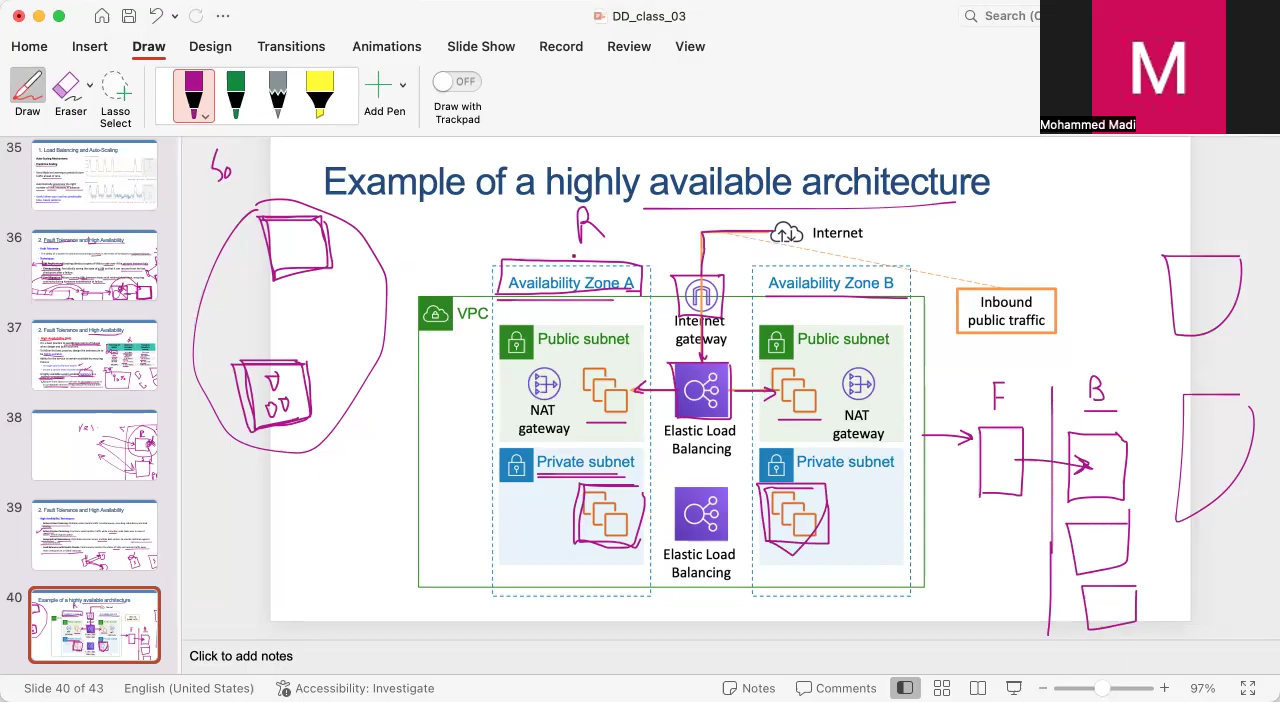 DD_class_03
Search (C
Home Insert Draw Design Transitions Animations Slide Show Record Review View
Draw Eraser Lasso Select Add Pen OFF Draw with Trackpad
M
Mohammed Madi
35
1. Load Balancing and Auto-Scaling
36
2. Fault Tolerance and High Availability
37
2. Fault Tolerance and High Availability
38
39
2. Fault Tolerance and High Availability
40
Example of a highly available architecture
So
Example of a highly available architecture
R
Internet
Availability Zone A
Availability Zone B
Inbound
public traffic
VPC
Internet
gateway
Public subnet
Public subnet
NAT
gateway
Elastic Load
Balancing
NAT
gateway
F
B
Private subnet
Private subnet
Elastic Load
Balancing
Click to add notes
Slide 40 of 43 English (United States) Accessibility: Investigate Notes Comments 97%